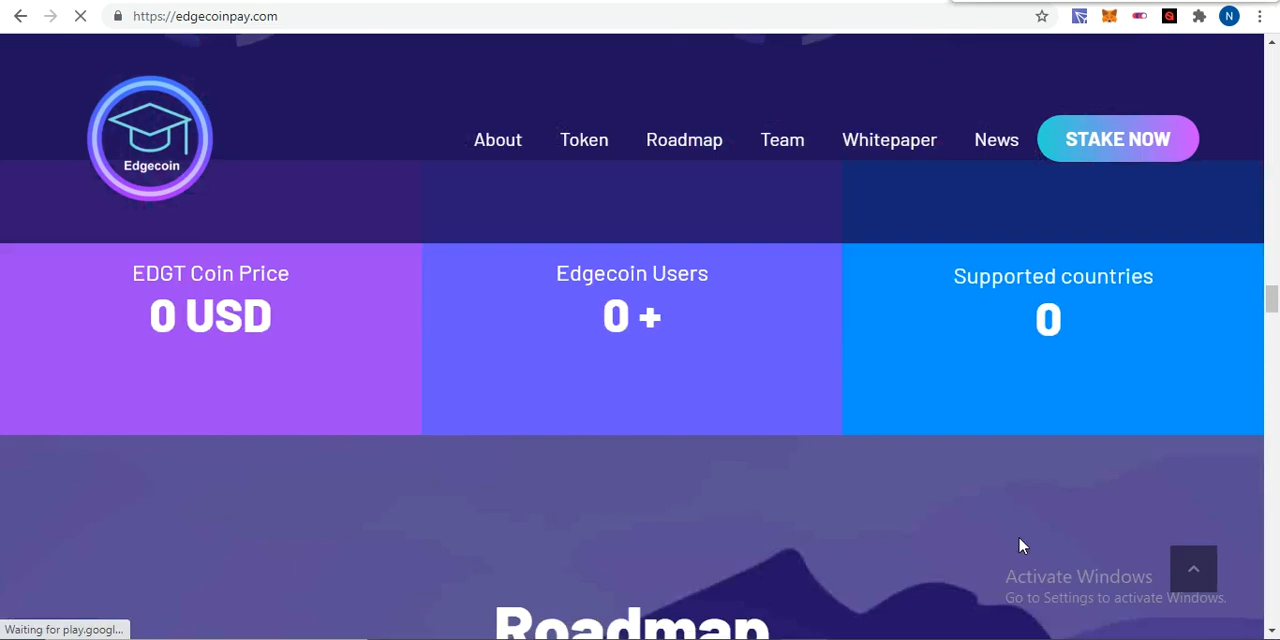 https://edgecoinpay.com
N
Edgecoin
About Token Roadmap Team Whitepaper News STAKE NOW
EDGT Coin Price
0 USD
Edgecoin Users
0 +
Supported countries
0
Roadmap
Activate Windows
Go to Settings to activate Windows.
Waiting for play.googl...